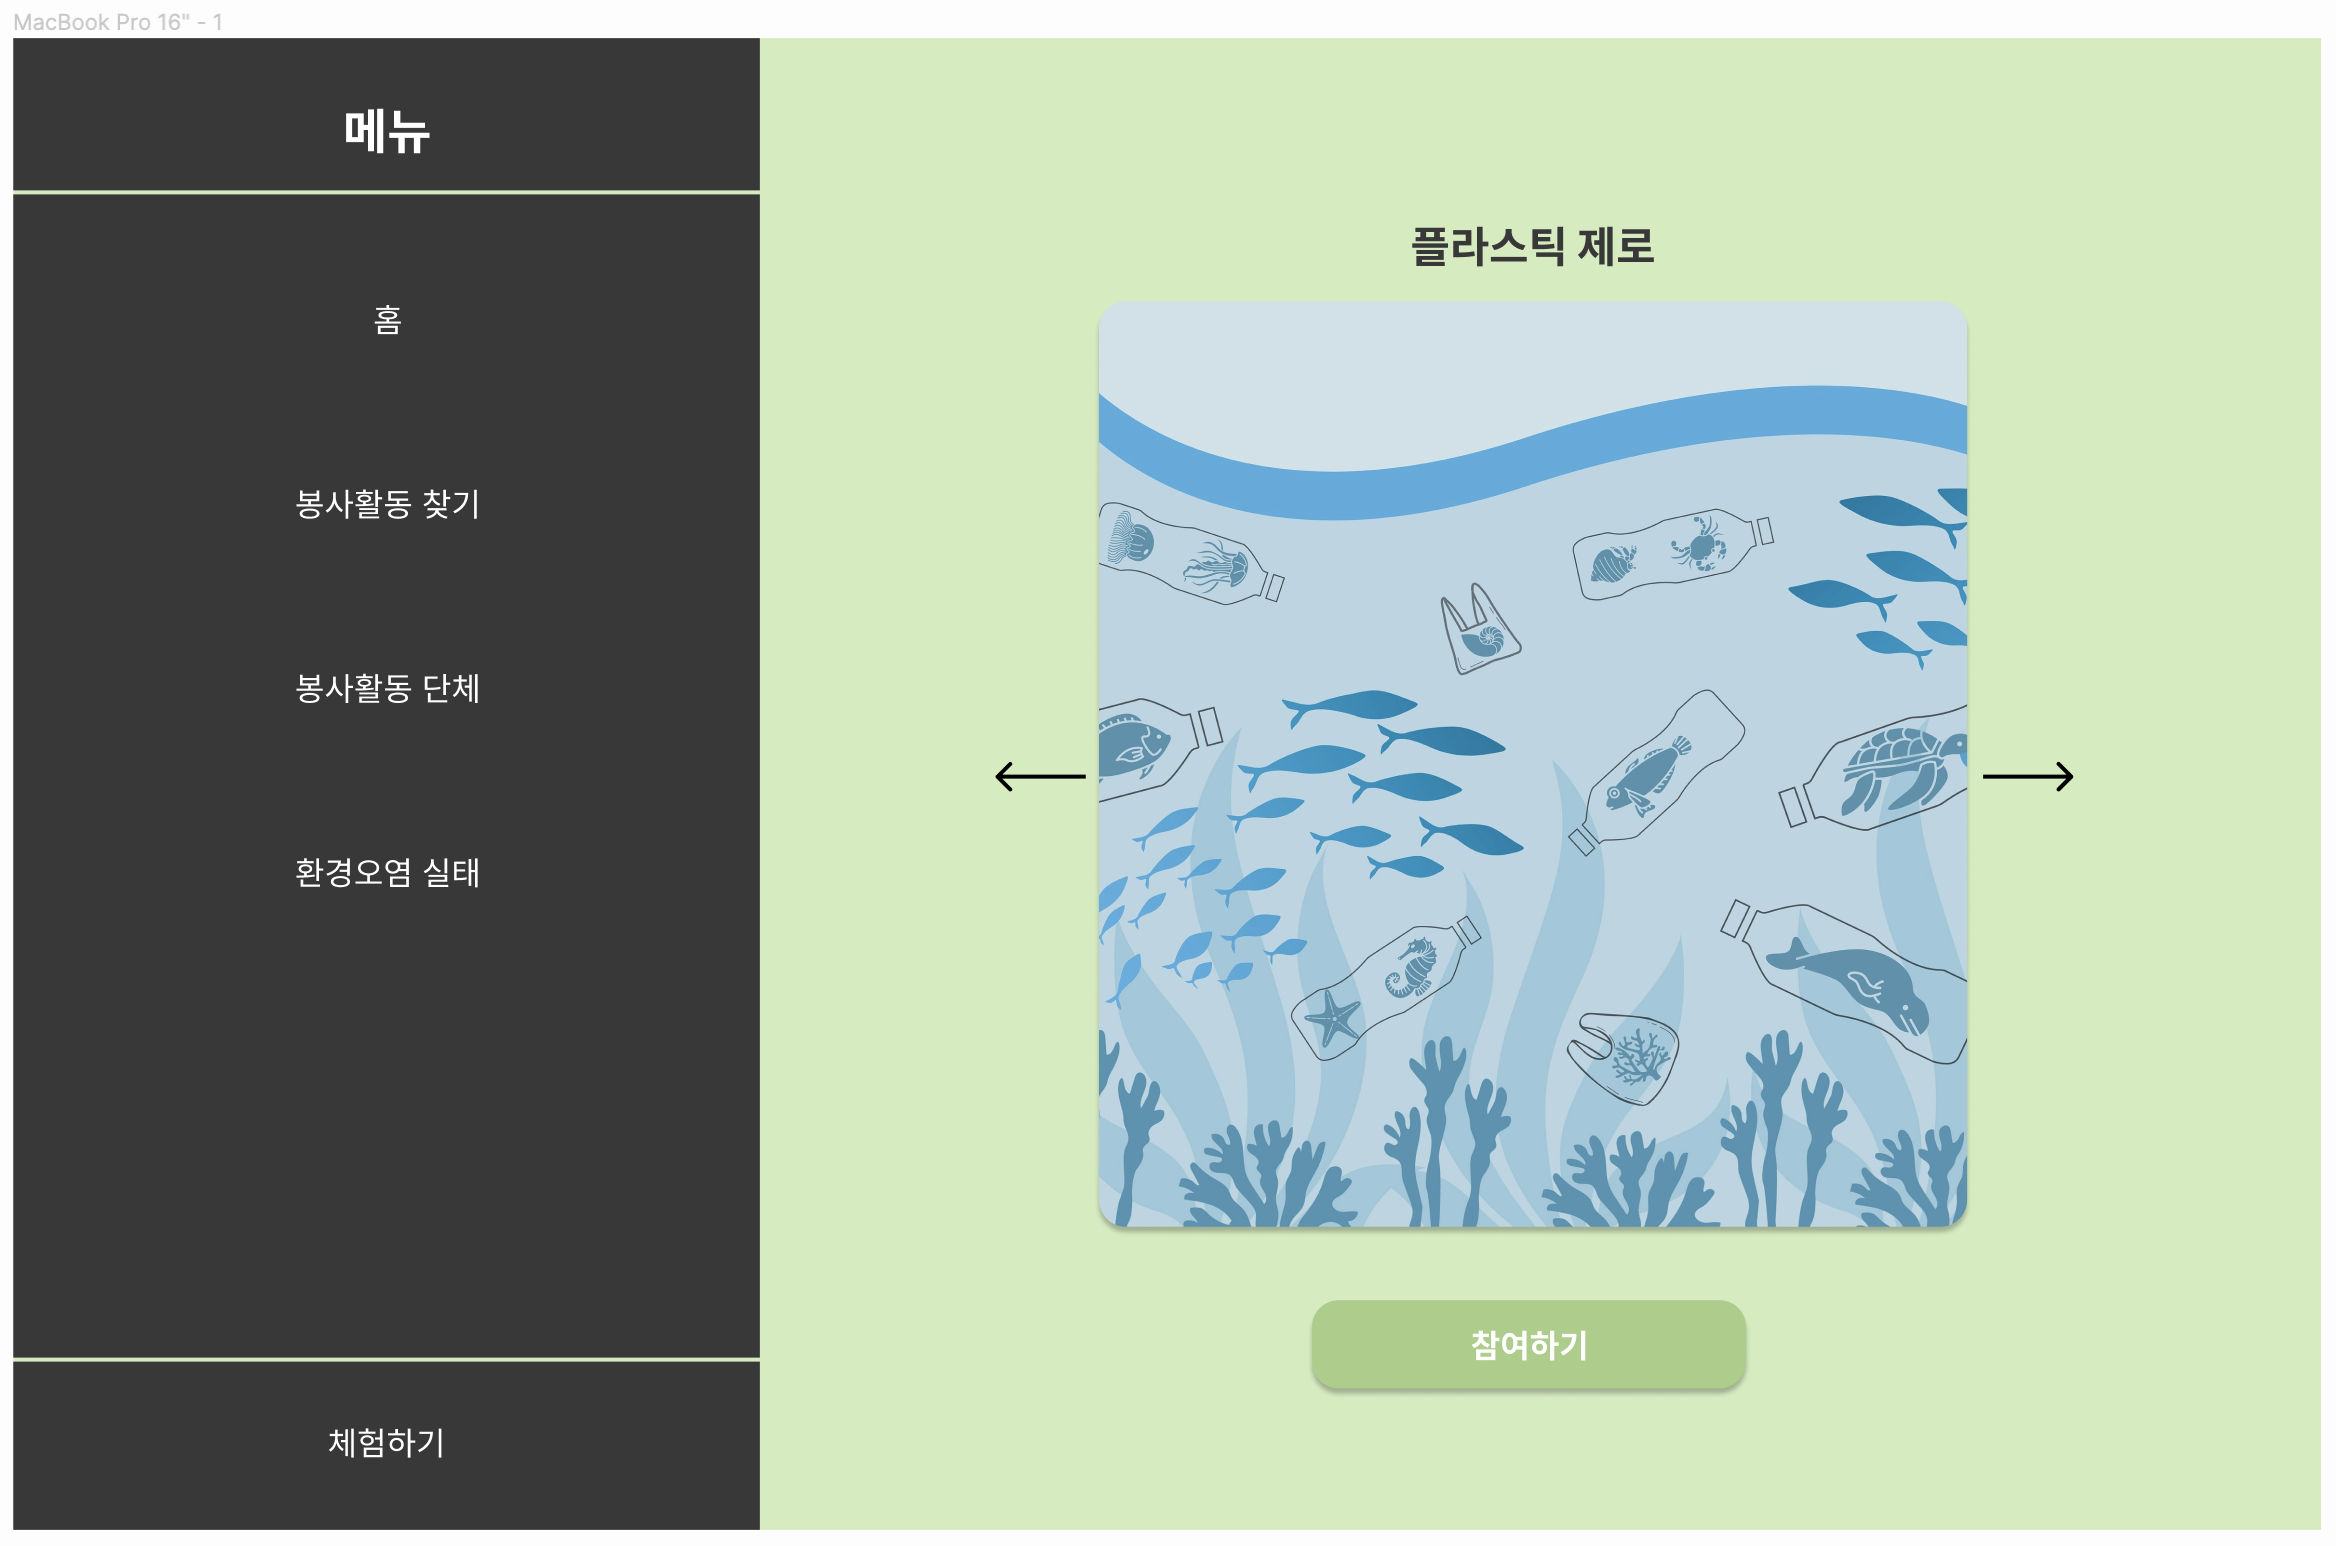 MacBook Pro 16" - 1
메뉴
홈
봉사활동 찾기
봉사활동 단체
환경오염 실태
체험하기
플라스틱 제로
참여하기